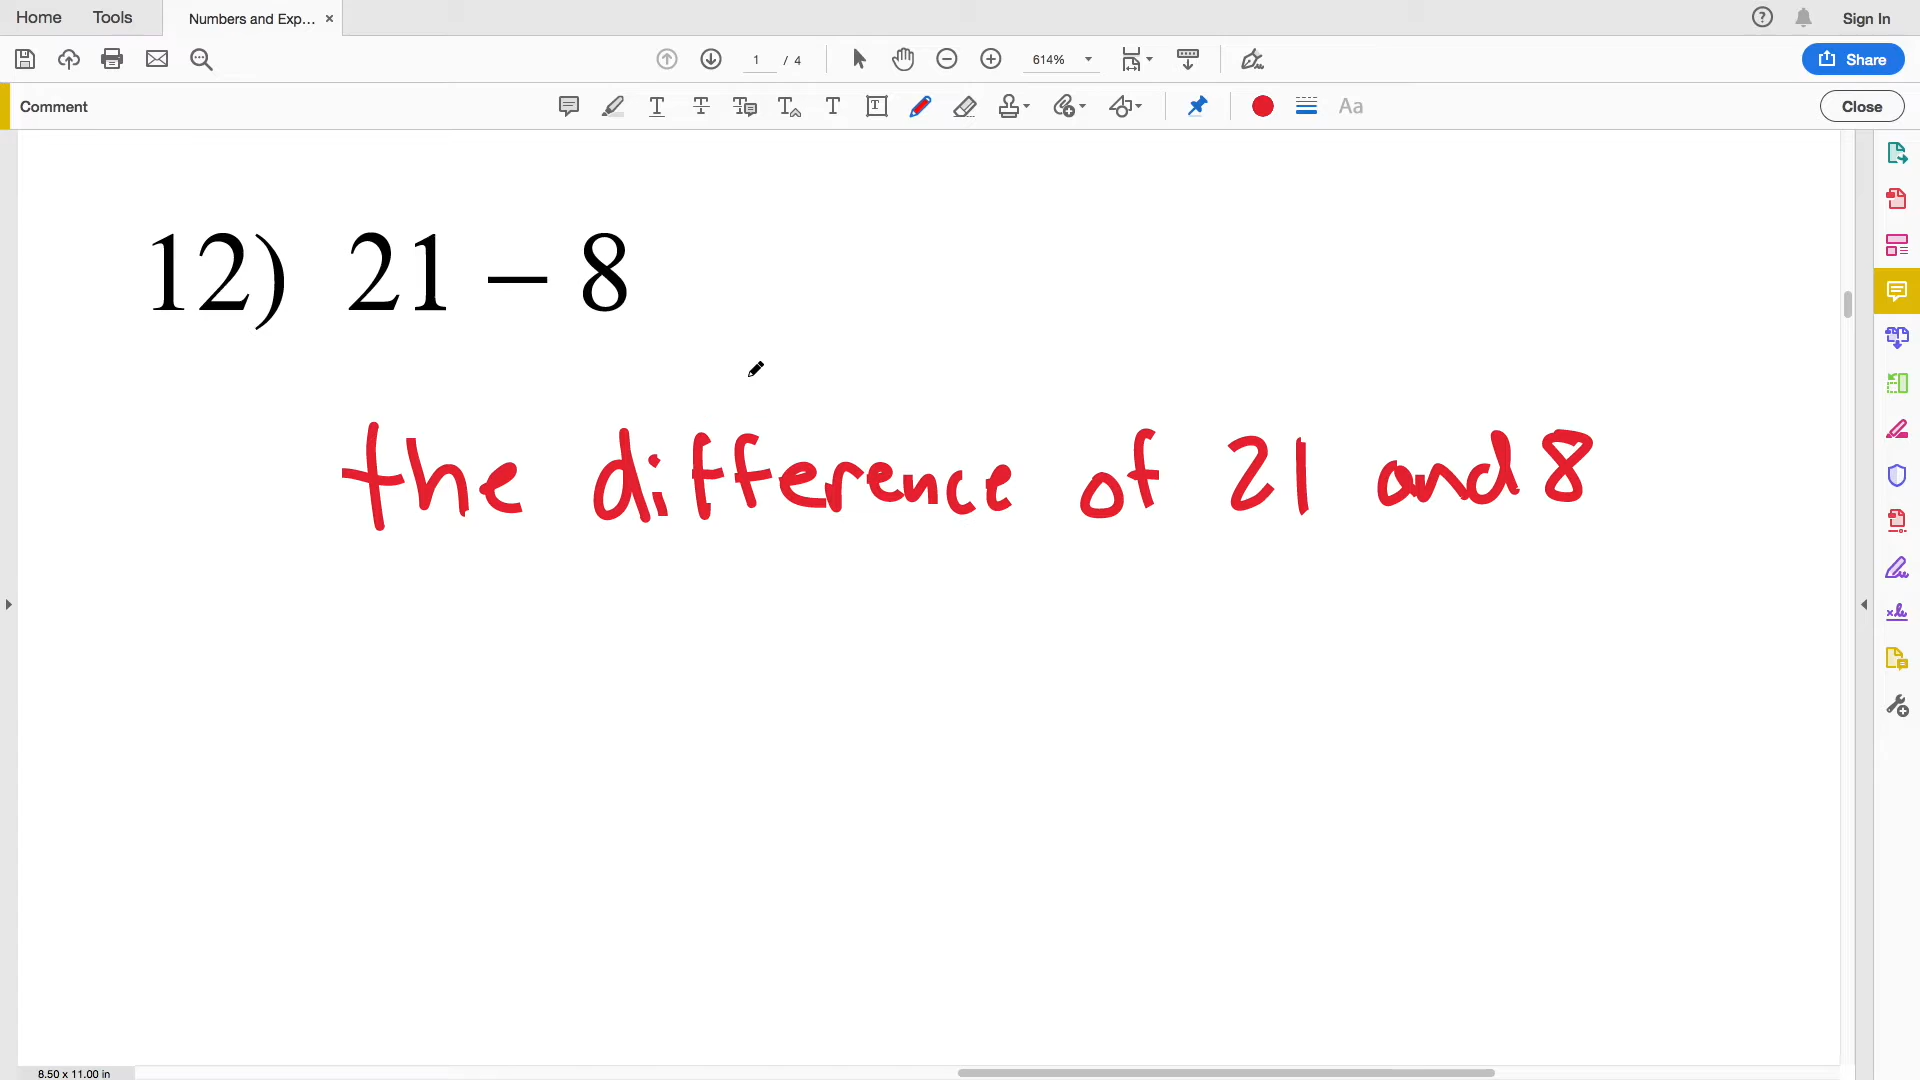 Home Tools Numbers and Exp... × Sign In
1 / 4 614% Share
Comment Aa Close
12) 21 – 8
the difference of 21 and 8
8.50 x 11.00 in